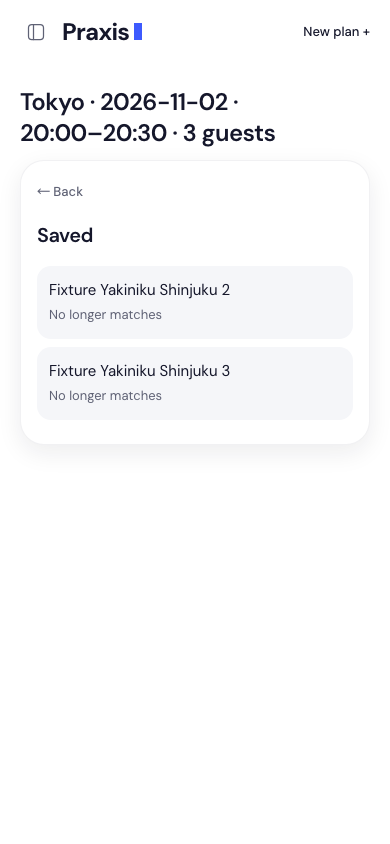 Praxis
New plan +
Tokyo · 2026-11-02 ·
20:00–20:30 · 3 guests
← Back
Saved
Fixture Yakiniku Shinjuku 2
No longer matches
Fixture Yakiniku Shinjuku 3
No longer matches